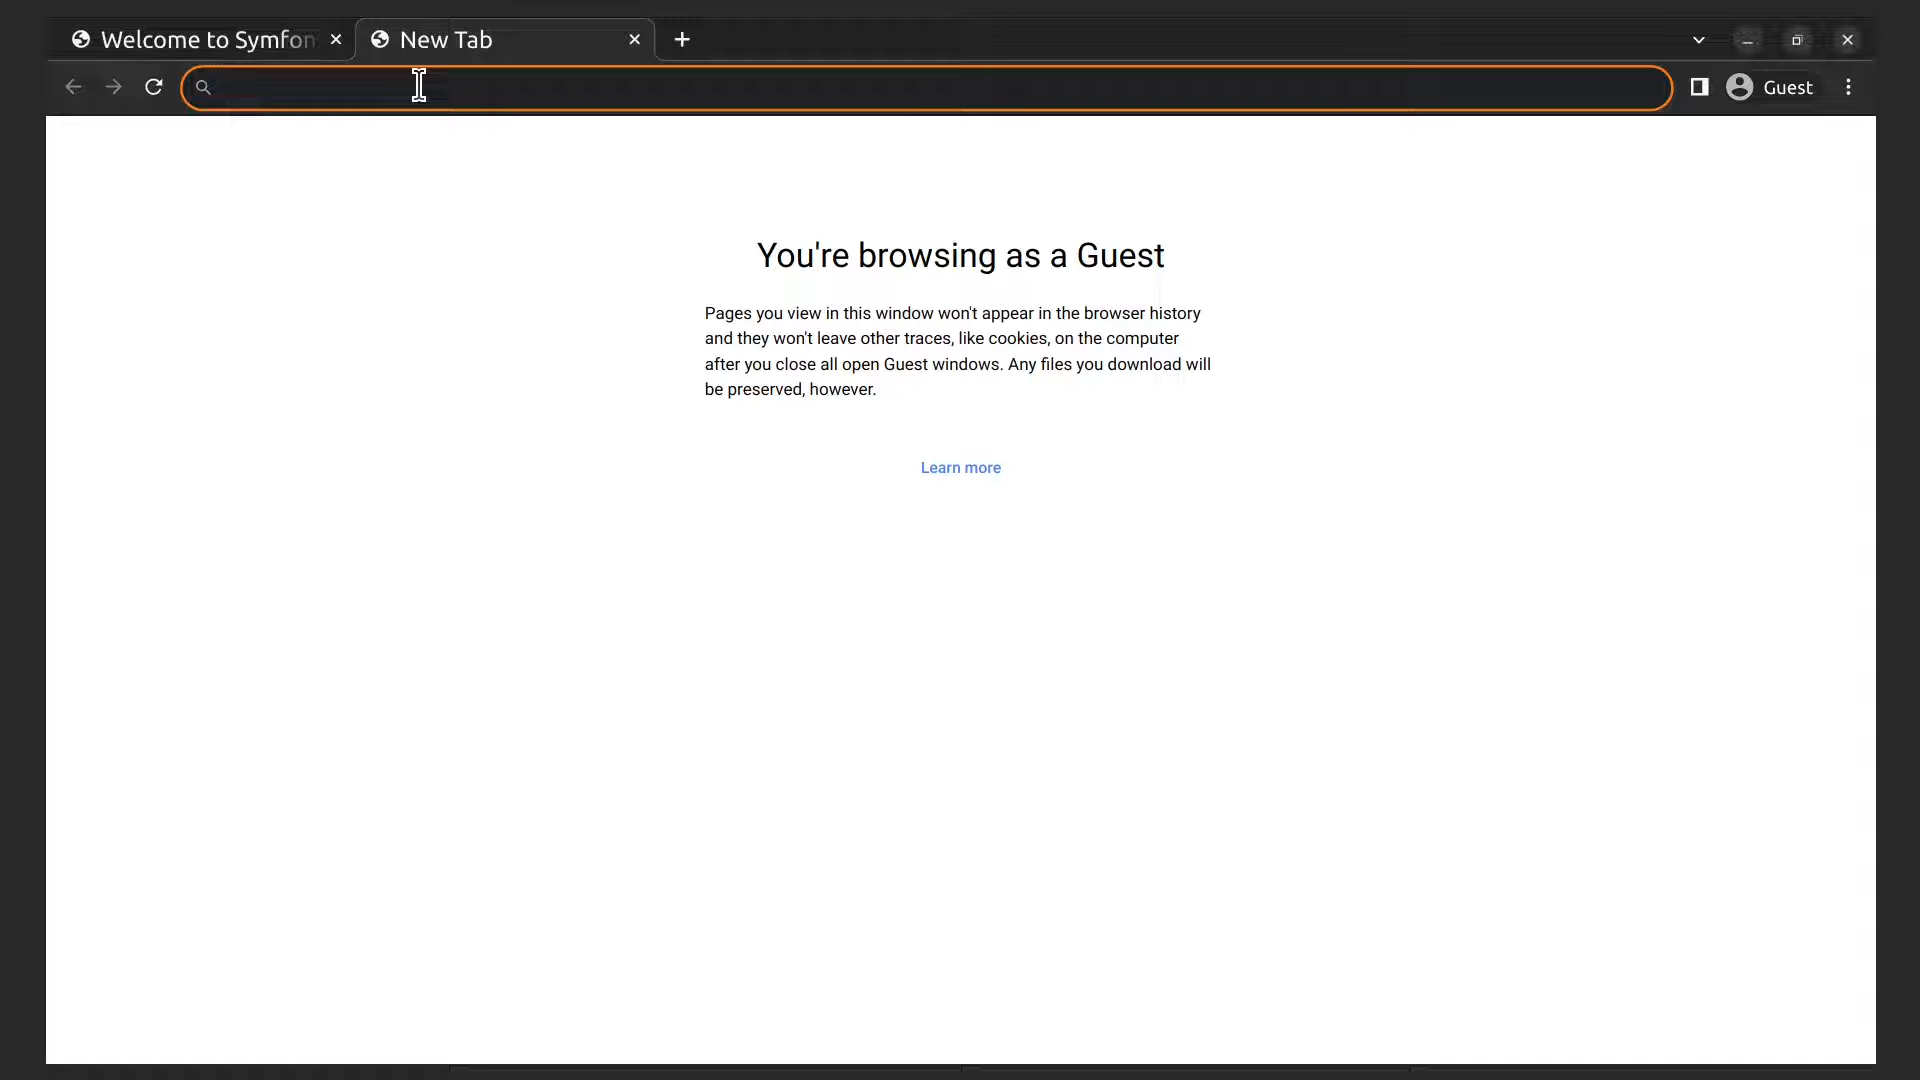 Welcome to Symfon
New Tab
Guest
You're browsing as a Guest
Pages you view in this window won't appear in the browser history
and they won't leave other traces, like cookies, on the computer
after you close all open Guest windows. Any files you download will
be preserved, however.
Learn more